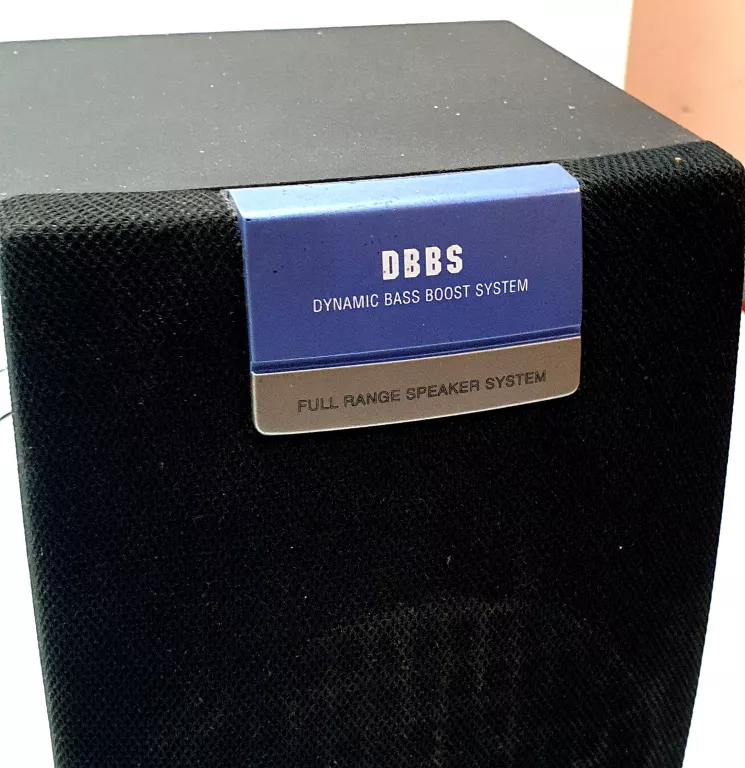 DBBS
DYNAMIC BASS BOOST SYSTEM
FULL RANGE SPEAKER SYSTEM